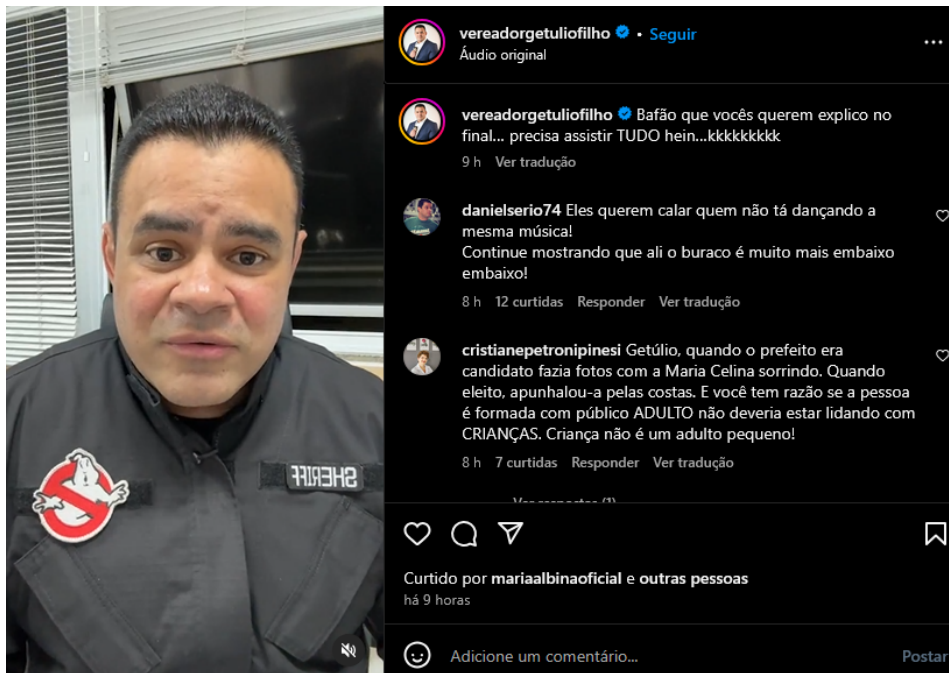 vereadorgetuliofilho • Seguir
Áudio original
vereadorgetuliofilho Bafão que vocês querem explico no
final... precisa assistir TUDO hein...kkkkkkkkk
9 h Ver tradução
danielserio74 Eles querem calar quem não tá dançando a
mesma música!
Continue mostrando que ali o buraco é muito mais embaixo
embaixo!
8 h 12 curtidas Responder Ver tradução
cristianepetronipinesi Getúlio, quando o prefeito era
candidato fazia fotos com a Maria Celina sorrindo. Quando
eleito, apunhalou-a pelas costas. E você tem razão se a pessoa
é formada com público ADULTO não deveria estar lidando com
CRIANÇAS. Criança não é um adulto pequeno!
8 h 7 curtidas Responder Ver tradução
Ver respostas (1)
SHERIFF
Curtido por mariaalbinaoficial e outras pessoas
há 9 horas
Adicione um comentário...
Postar